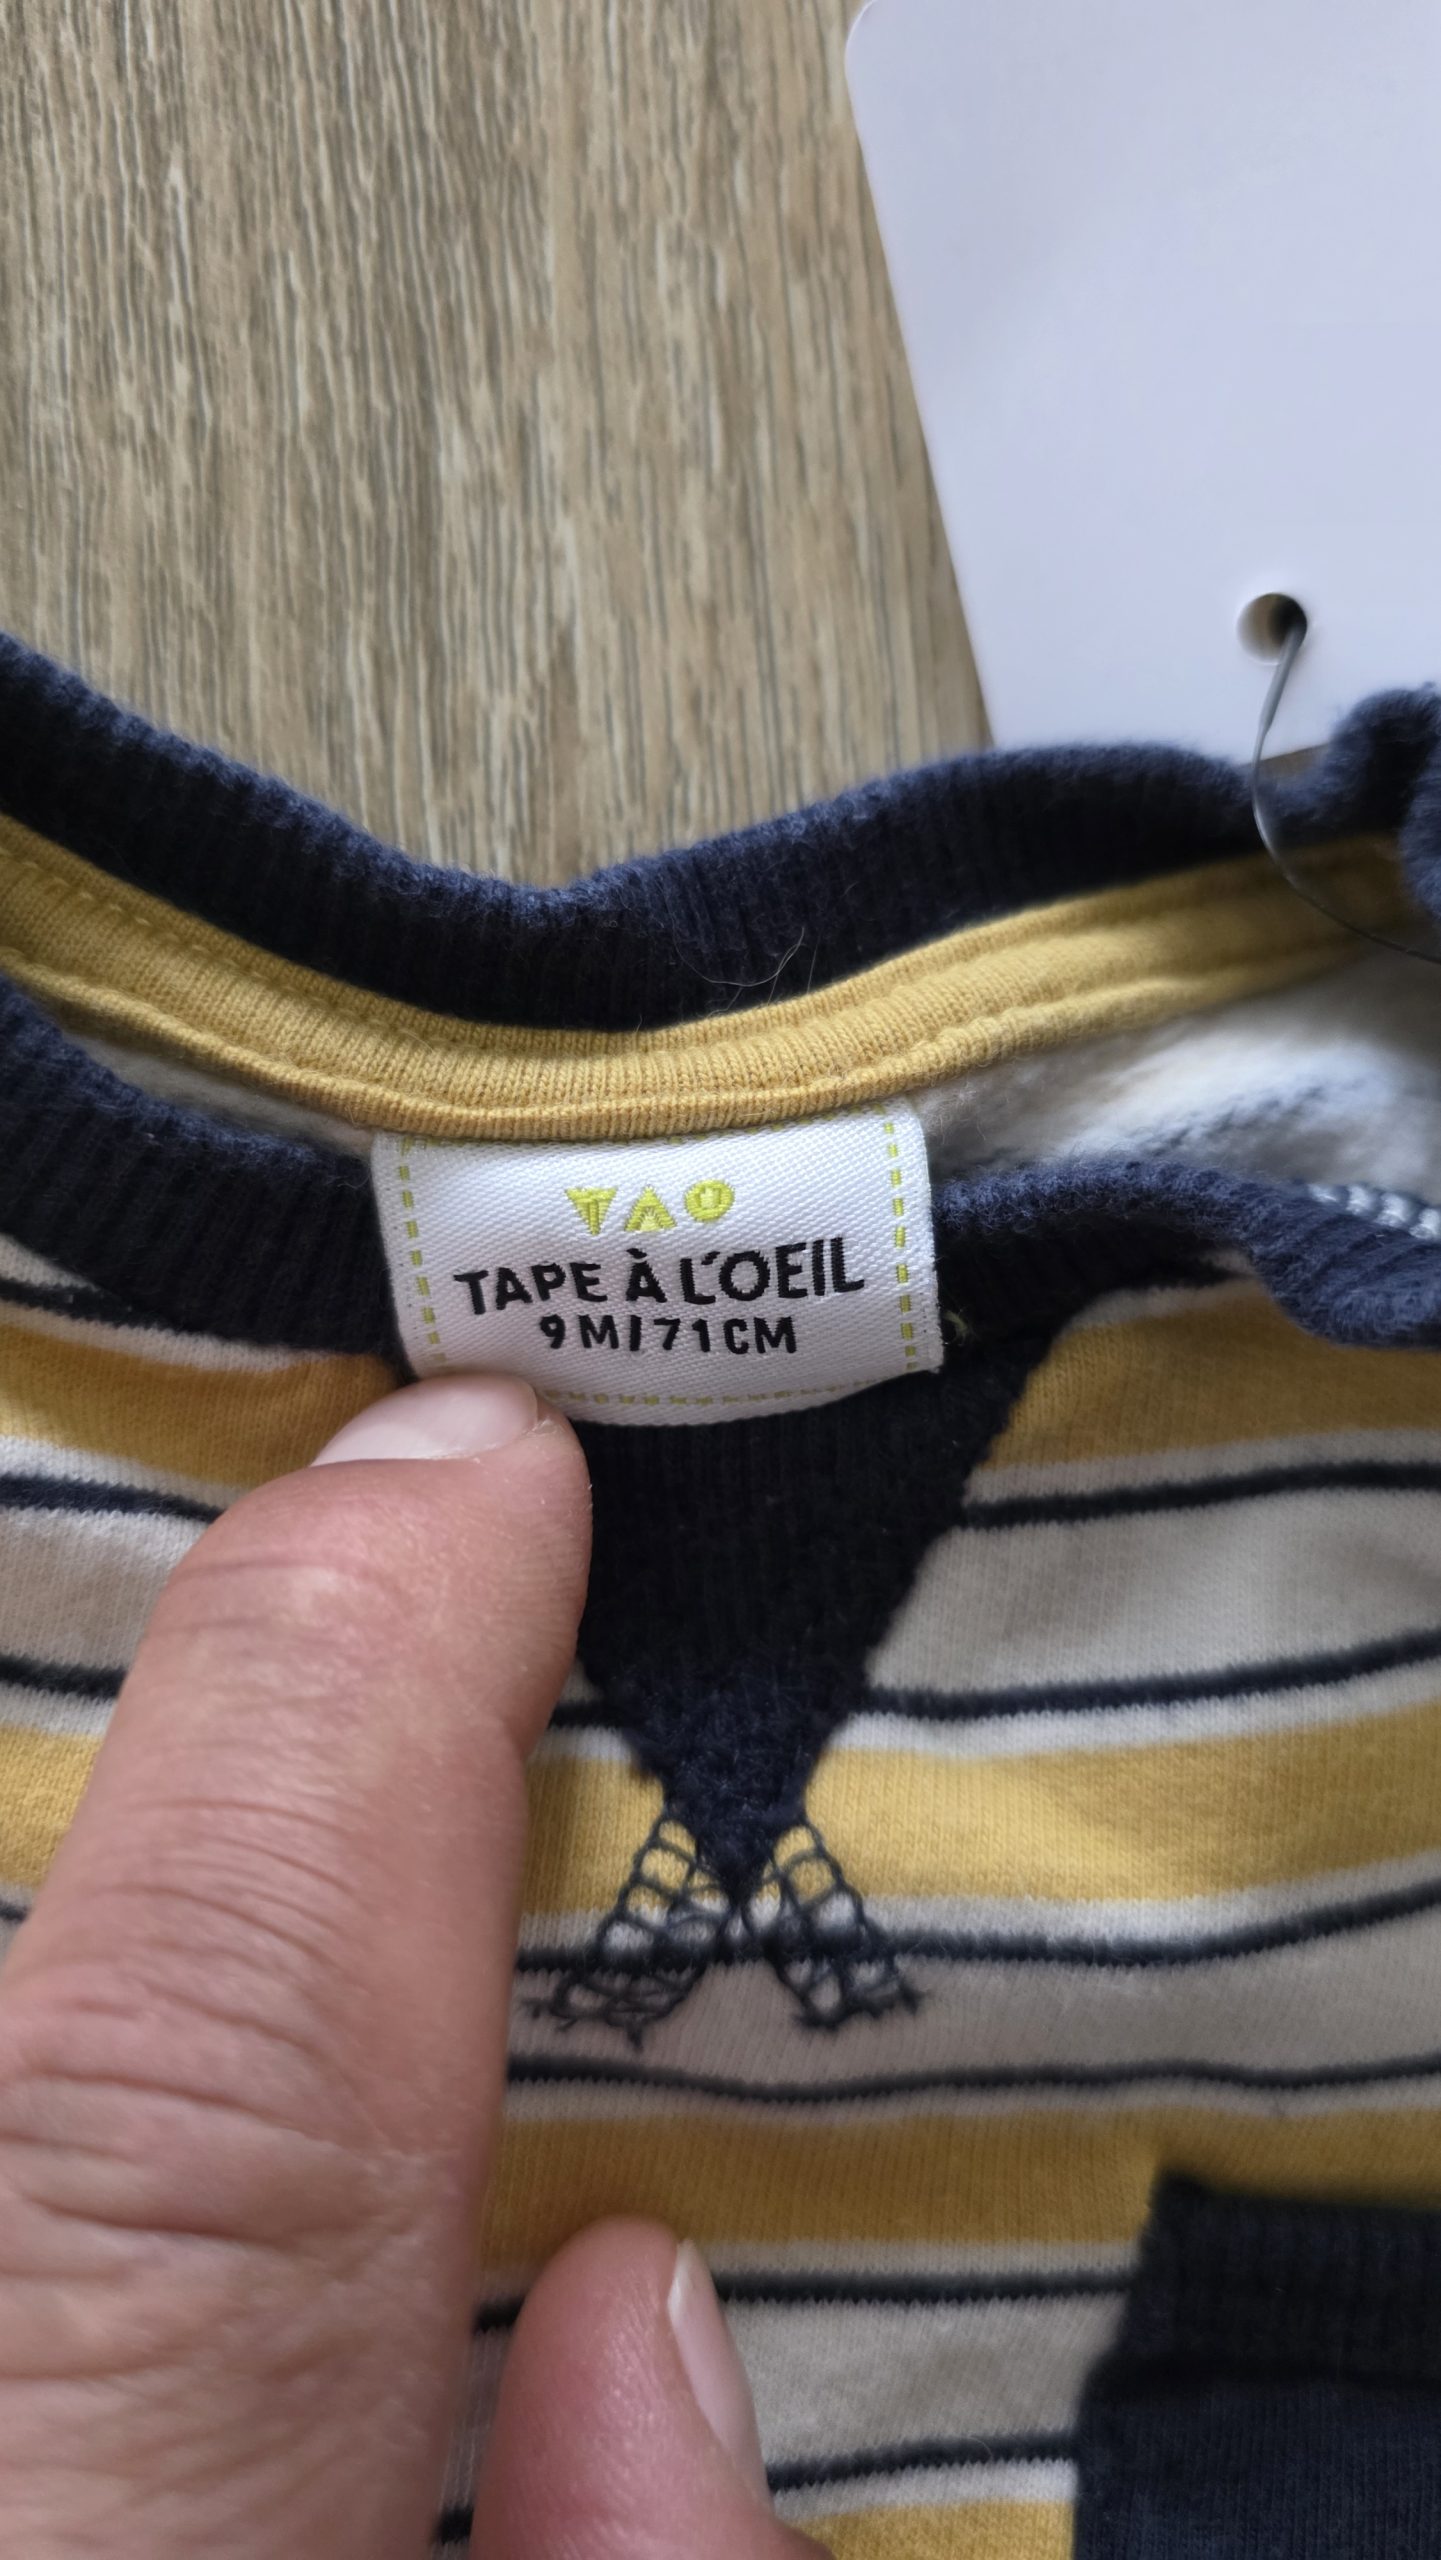 TAO
TAPE À L'OEIL
9M/71CM